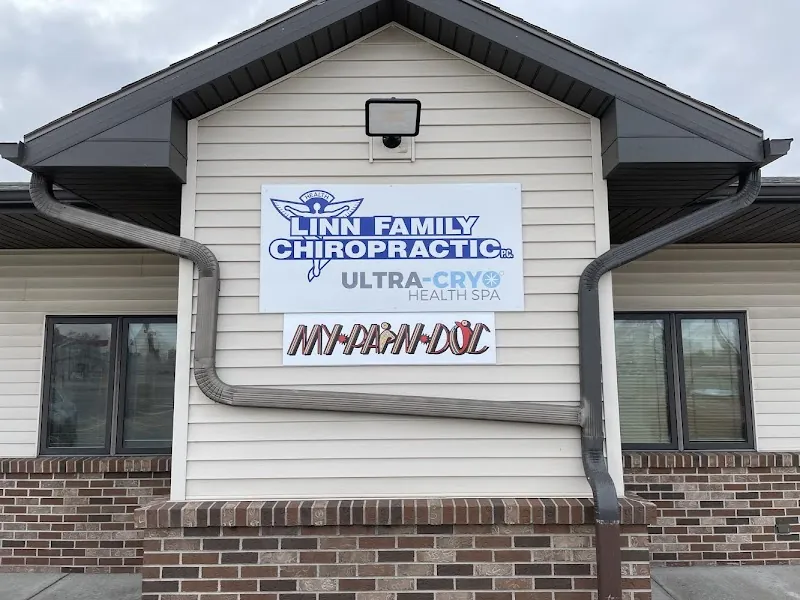 HEALTH
LINN FAMILY
CHIROPRACTIC P.C.
ULTRA-CRYO
HEALTH SPA
MY-PAIN-DOC